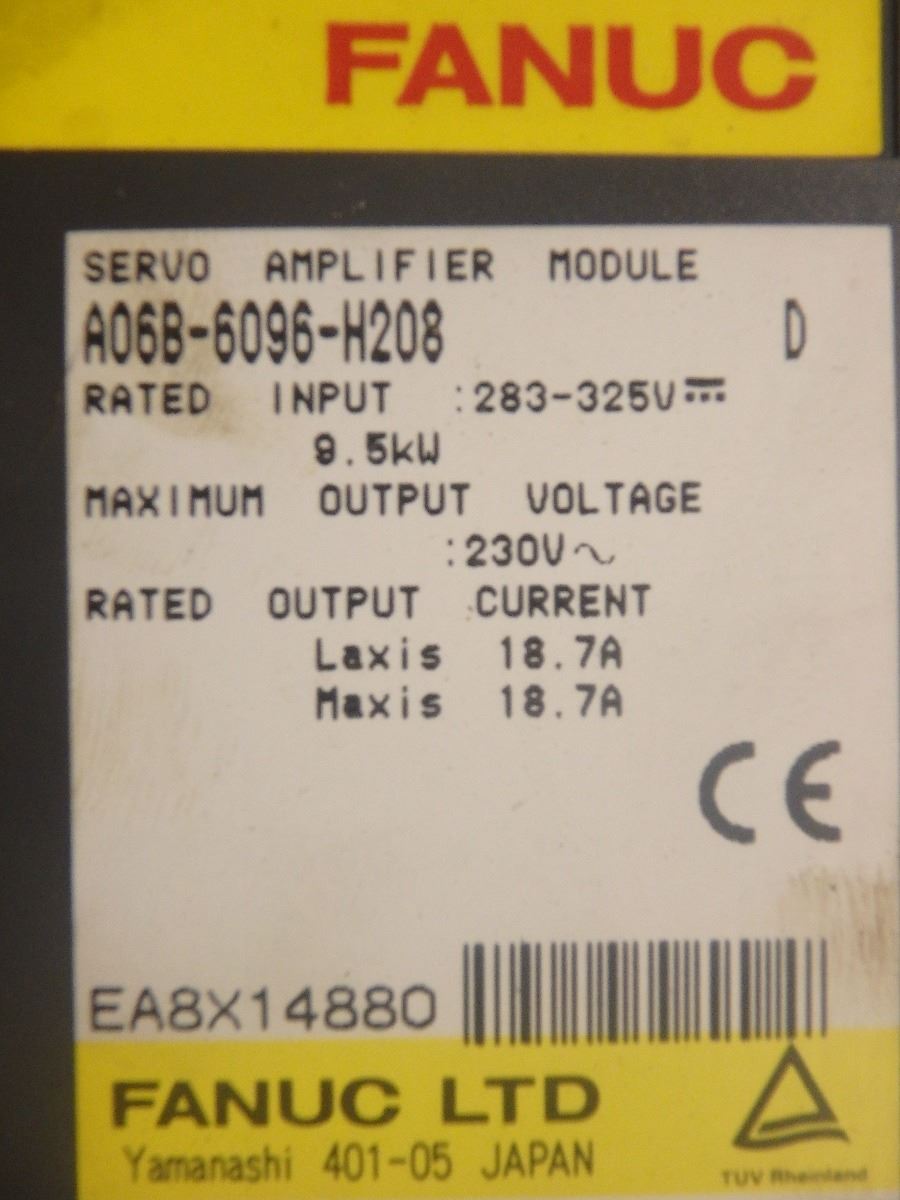 FANUC
SERVO AMPLIFIER MODULE
A06B-6096-H208 D
RATED INPUT :283-325V⎓
9.5kW
MAXIMUM OUTPUT VOLTAGE
:230V∿
RATED OUTPUT CURRENT
Laxis 18.7A
Maxis 18.7A
CE
EA8X14880
FANUC LTD
Yamanashi 401-05 JAPAN
TÜV Rheinland